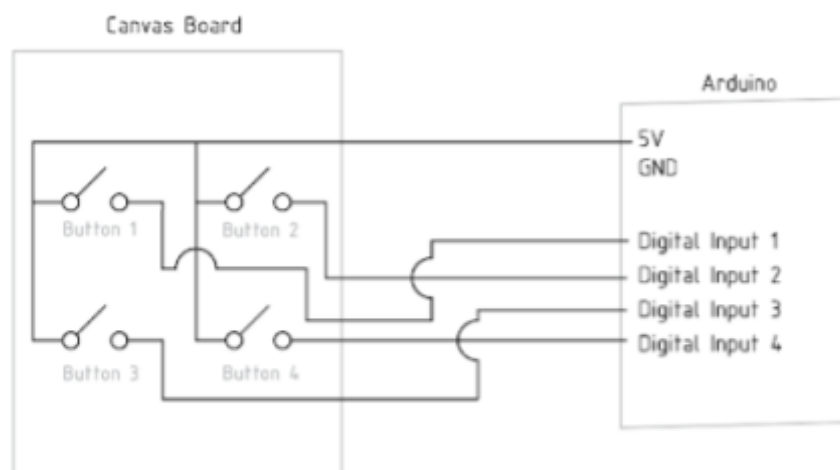 Canvas Board
Arduino
5V
GND
Button 1
Button 2
Digital Input 1
Digital Input 2
Digital Input 3
Digital Input 4
Button 3
Button 4